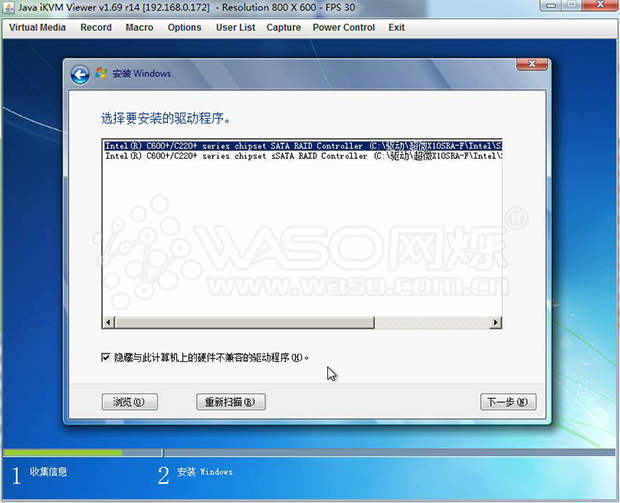 Java iKVM Viewer v1.69 r14 [192.168.0.172] - Resolution 800 X 600 - FPS 30
Virtual Media Record Macro Options User List Capture Power Control Exit
安装 Windows
选择要安装的驱动程序。
Intel(R) C600+/C220+ series chipset SATA RAID Controller (C:\驱动\超微X10SRA-F\Intel\S
Intel(R) C600+/C220+ series chipset sSATA RAID Controller (C:\驱动\超微X10SRA-F\Intel\
WASO网烁®
www.waso.com.cn
隐藏与此计算机上的硬件不兼容的驱动程序(H)。
浏览(O) 重新扫描(R) 下一步(N)
1 收集信息 2 安装 Windows